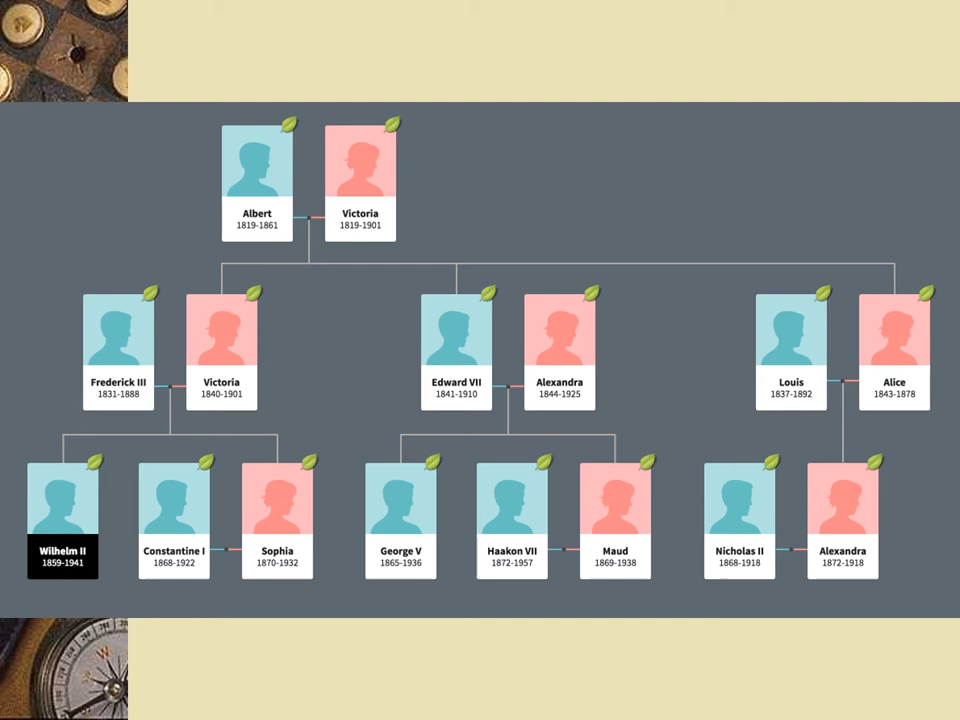 Albert
1819-1861
Victoria
1819-1901
Frederick III
1831-1888
Victoria
1840-1901
Edward VII
1841-1910
Alexandra
1844-1925
Louis
1837-1892
Alice
1843-1878
Wilhelm II
1859-1941
Constantine I
1868-1922
Sophia
1870-1932
George V
1865-1936
Haakon VII
1872-1957
Maud
1869-1938
Nicholas II
1868-1918
Alexandra
1872-1918
W